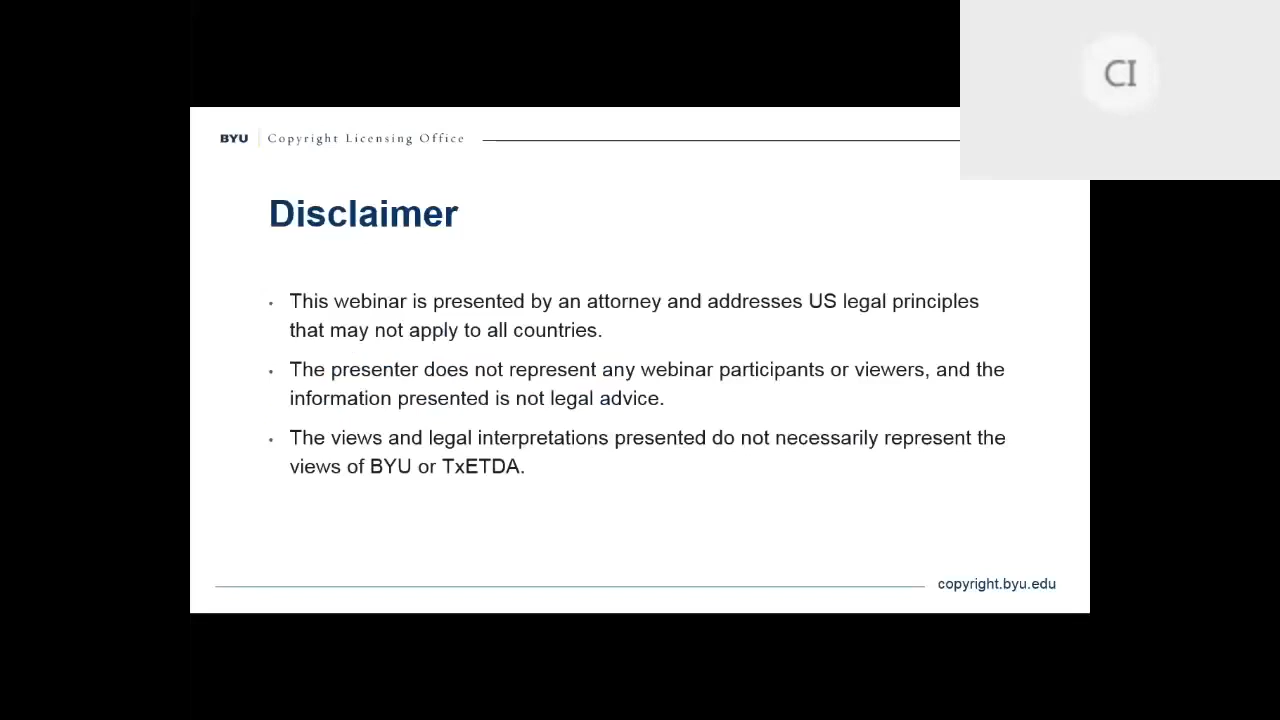 CI
BYU | Copyright Licensing Office
Disclaimer
• This webinar is presented by an attorney and addresses US legal principles
that may not apply to all countries.
• The presenter does not represent any webinar participants or viewers, and the
information presented is not legal advice.
• The views and legal interpretations presented do not necessarily represent the
views of BYU or TxETDA.
copyright.byu.edu